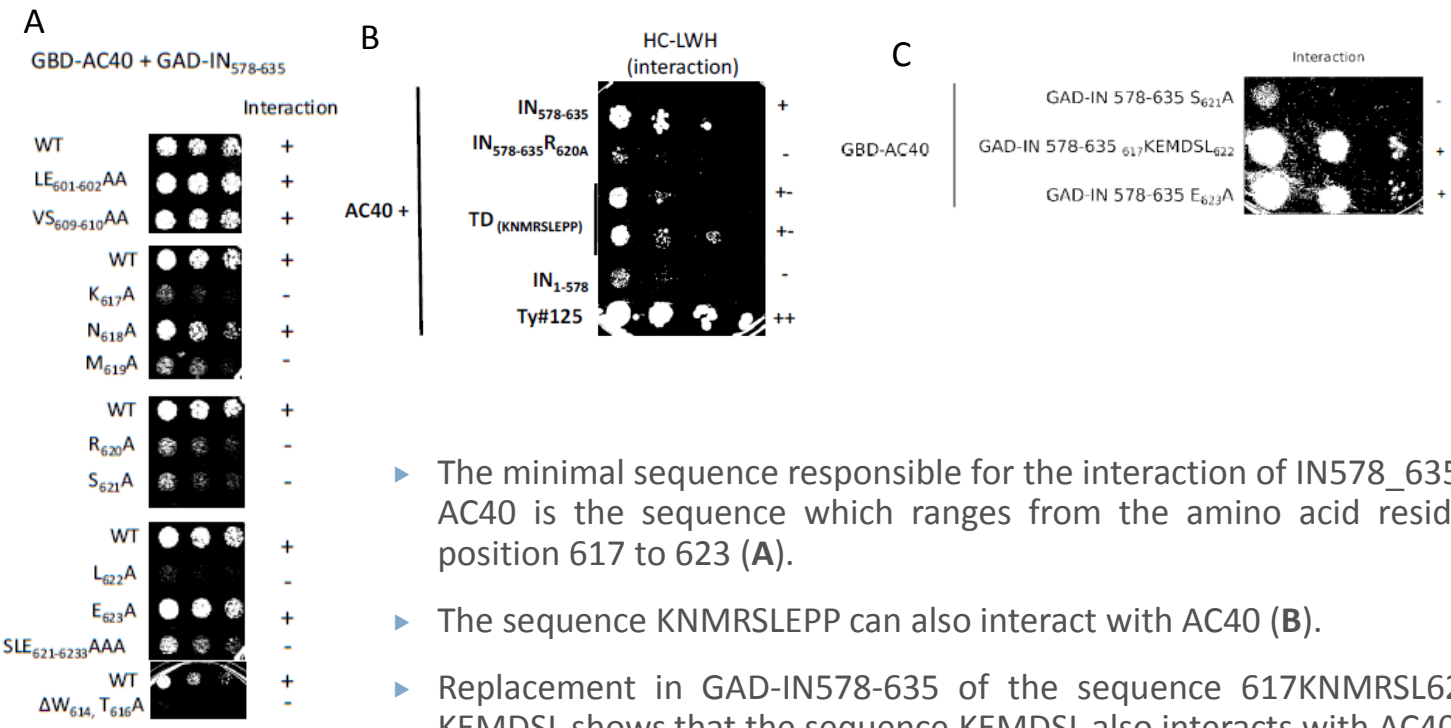 A
GBD-AC40 + GAD-IN578-635
Interaction
WT +
LE601-602AA +
VS609-610AA +
WT +
K617A -
N618A +
M619A -
WT +
R620A -
S621A -
WT +
L622A -
E623A +
SLE621-6233AAA -
WT +
ΔW614, T616A -
B
HC-LWH
(interaction)
AC40 +
IN578-635 +
IN578-635R620A -
TD (KNMRSLEPP) +-
+-
IN1-578 -
Ty#125 ++
C
Interaction
GBD-AC40
GAD-IN 578-635 S621A -
GAD-IN 578-635 617KEMDSL622 +
GAD-IN 578-635 E623A +
The minimal sequence responsible for the interaction of IN578_635
AC40 is the sequence which ranges from the amino acid resid
position 617 to 623 (A).
The sequence KNMRSLEPP can also interact with AC40 (B).
Replacement in GAD-IN578-635 of the sequence 617KNMRSL62
KEMDSL shows that the sequence KEMDSL also interacts with AC40